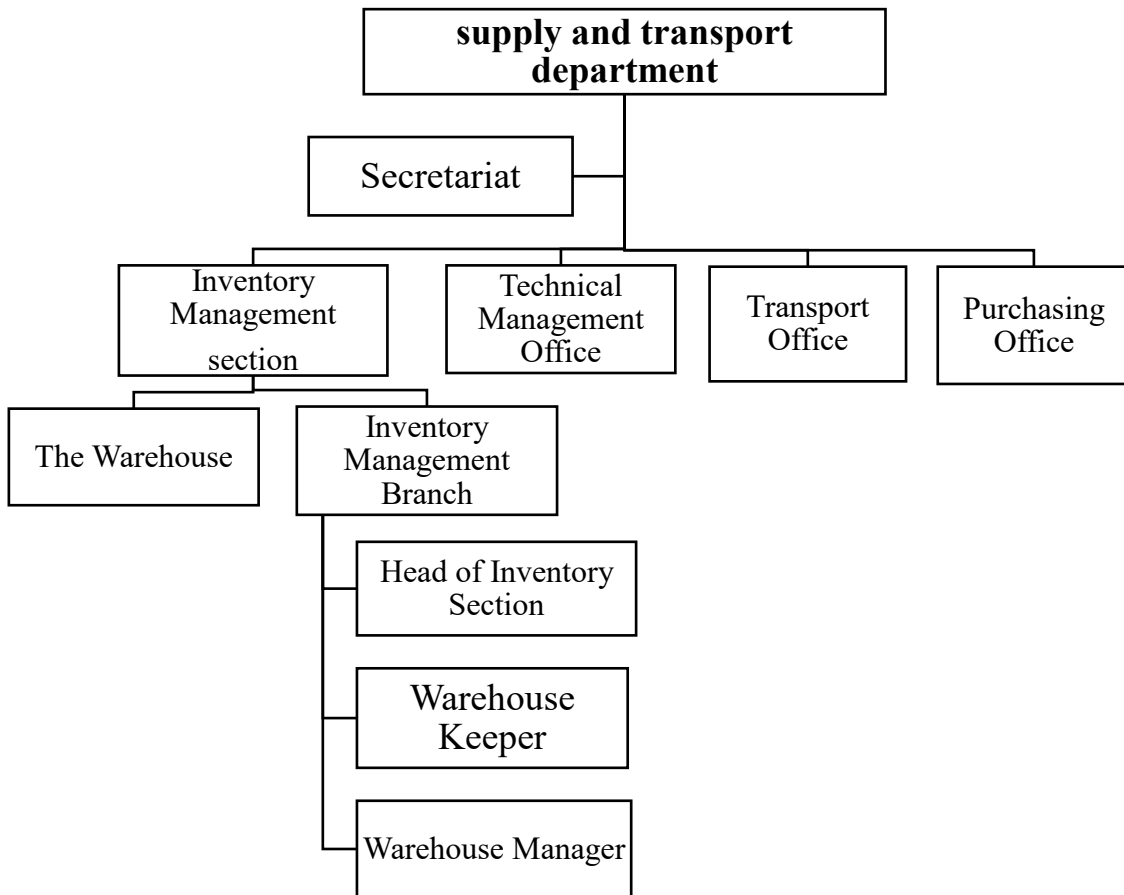 supply and transport
department
Secretariat
Inventory
Management
section
Technical
Management
Office
Transport
Office
Purchasing
Office
The Warehouse
Inventory
Management
Branch
Head of Inventory
Section
Warehouse
Keeper
Warehouse Manager